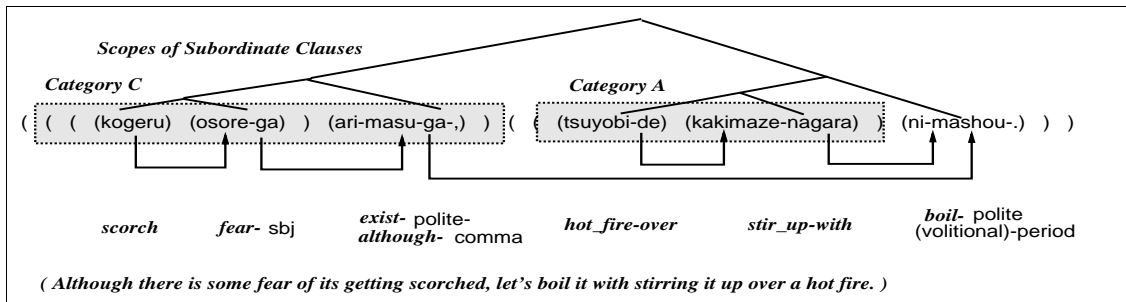 Scopes of Subordinate Clauses
Category C
Category A
( ( ( (kogeru) (osore-ga) ) (ari-masu-ga-,) ) ( ( (tsuyobi-de) (kakimaze-nagara) ) (ni-mashou-.) ) )
scorch fear- sbj exist- polite- although- comma hot_fire-over stir_up-with boil- polite (volitional)-period
( Although there is some fear of its getting scorched, let's boil it with stirring it up over a hot fire. )